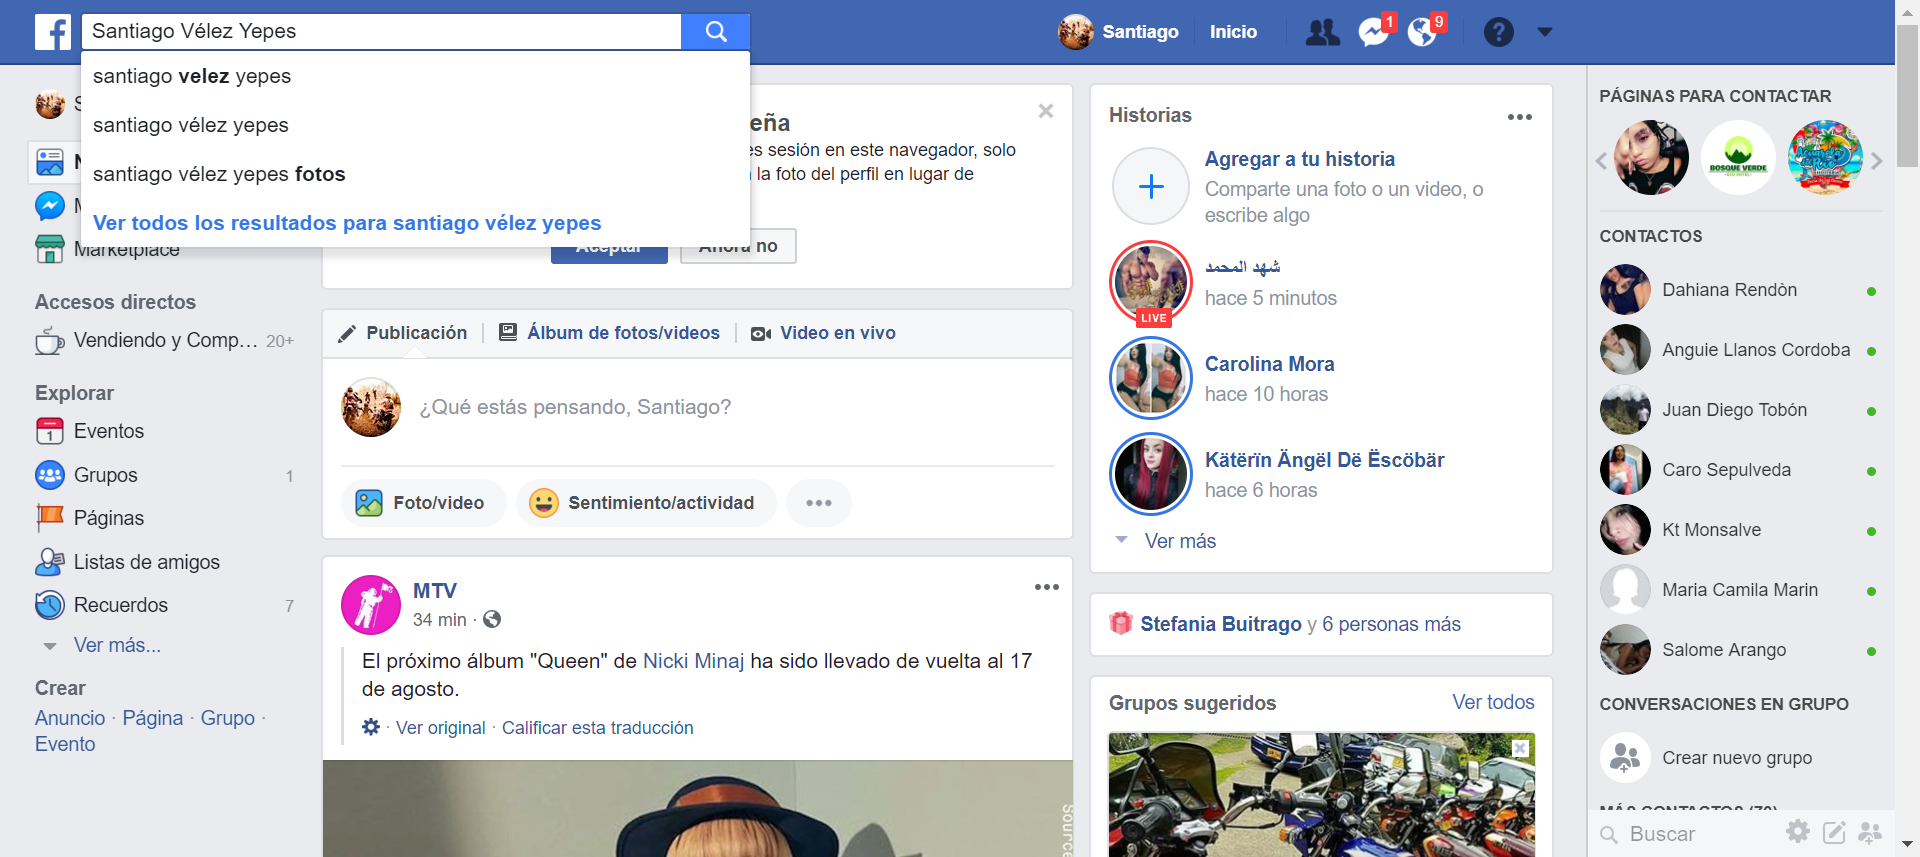 Santiago Vélez Yepes
Santiago
Inicio
1
9
santiago velez yepes
santiago vélez yepes
santiago vélez yepes fotos
Ver todos los resultados para santiago vélez yepes
Marketplace
Accesos directos
Vendiendo y Comp... 20+
Explorar
1
Eventos
Grupos 1
Páginas
Listas de amigos
Recuerdos 7
Ver más...
Crear
Anuncio · Página · Grupo ·
Evento
eña
es sesión en este navegador, solo
la foto del perfil en lugar de
Aceptar
Ahora no
Publicación
Álbum de fotos/videos
Video en vivo
¿Qué estás pensando, Santiago?
Foto/video
Sentimiento/actividad
MTV
34 min ·
El próximo álbum "Queen" de Nicki Minaj ha sido llevado de vuelta al 17
de agosto.
· Ver original · Calificar esta traducción
Source
Historias
Agregar a tu historia
Comparte una foto o un video, o
escribe algo
شهد المحمد
hace 5 minutos
LIVE
Carolina Mora
hace 10 horas
Kätërïn Ängël Dë Ëscöbär
hace 6 horas
Ver más
Stefania Buitrago y 6 personas más
Grupos sugeridos
Ver todos
PÁGINAS PARA CONTACTAR
BOSQUE VERDE
CONTACTOS
Dahiana Rendòn
Anguie Llanos Cordoba
Juan Diego Tobón
Caro Sepulveda
Kt Monsalve
Maria Camila Marin
Salome Arango
CONVERSACIONES EN GRUPO
Crear nuevo grupo
MÁS CONTACTOS (70)
Buscar